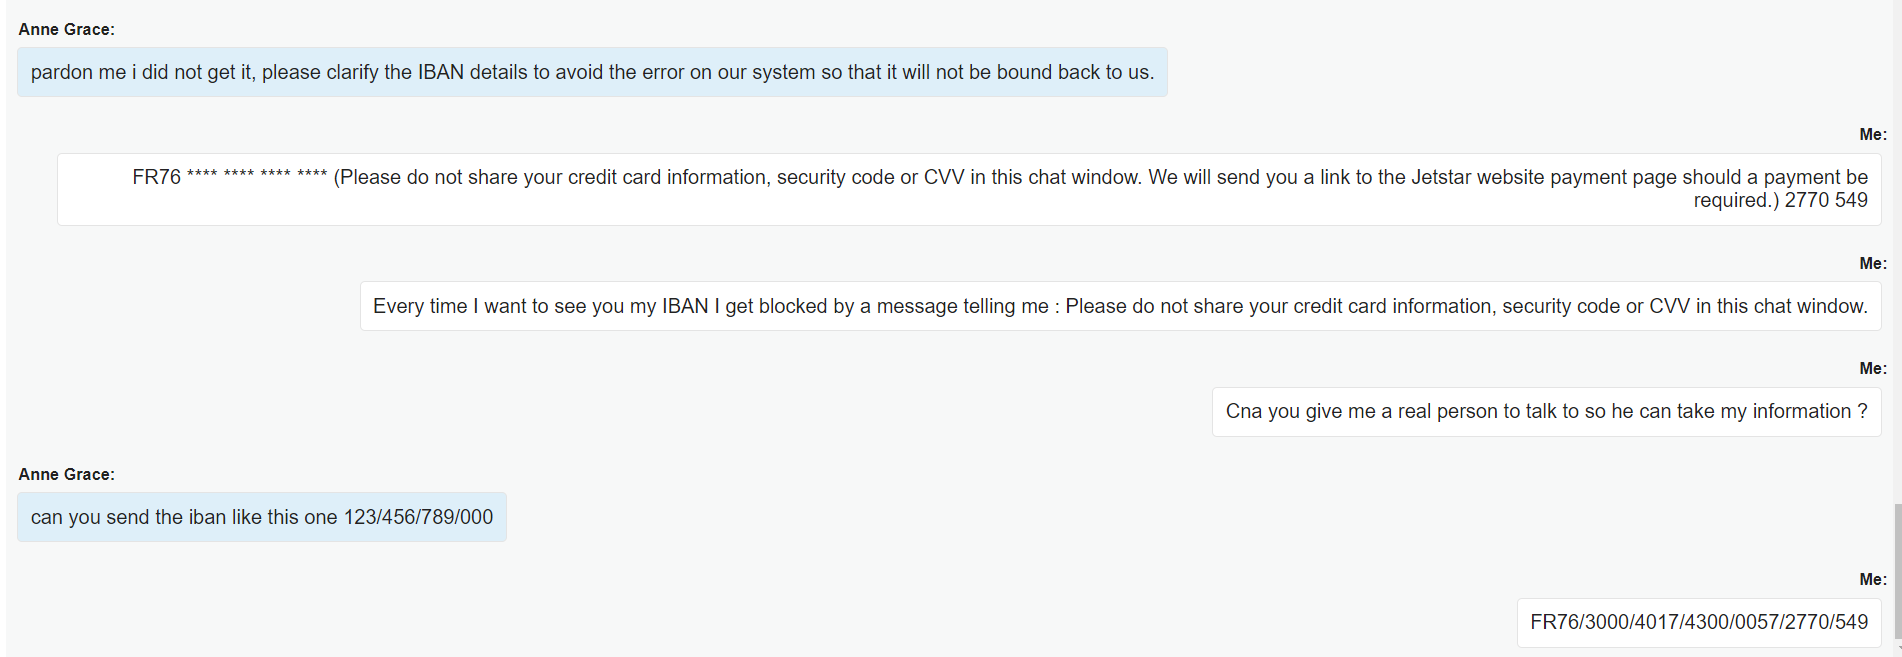 Anne Grace:
pardon me i did not get it, please clarify the IBAN details to avoid the error on our system so that it will not be bound back to us.
Me:
FR76 **** **** **** **** (Please do not share your credit card information, security code or CVV in this chat window. We will send you a link to the Jetstar website payment page should a payment be
required.) 2770 549
Me:
Every time I want to see you my IBAN I get blocked by a message telling me : Please do not share your credit card information, security code or CVV in this chat window.
Me:
Cna you give me a real person to talk to so he can take my information ?
Anne Grace:
can you send the iban like this one 123/456/789/000
Me:
FR76/3000/4017/4300/0057/2770/549